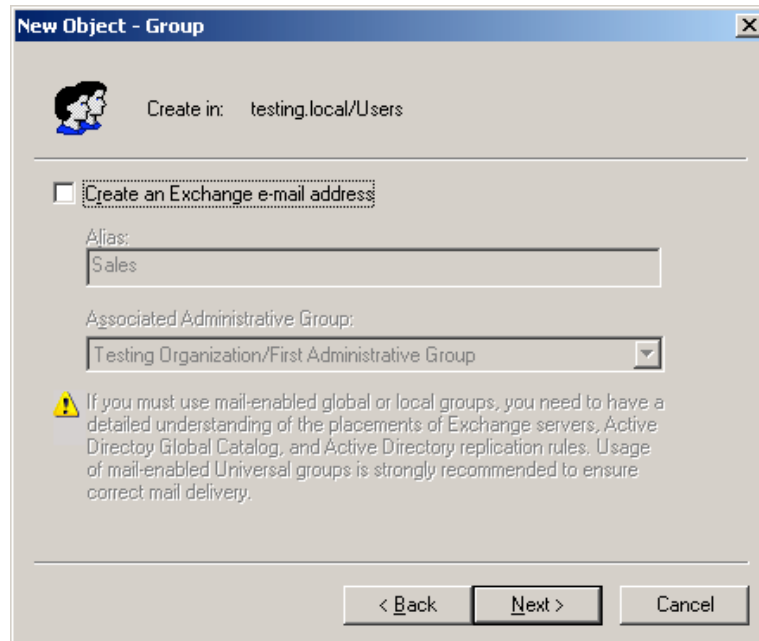 New Object - Group
Create in: testing.local/Users
Create an Exchange e-mail address
Alias:
Sales
Associated Administrative Group:
Testing Organization/First Administrative Group
If you must use mail-enabled global or local groups, you need to have a
detailed understanding of the placements of Exchange servers, Active
Directoy Global Catalog, and Active Directory replication rules. Usage
of mail-enabled Universal groups is strongly recommended to ensure
correct mail delivery.
< Back Next > Cancel